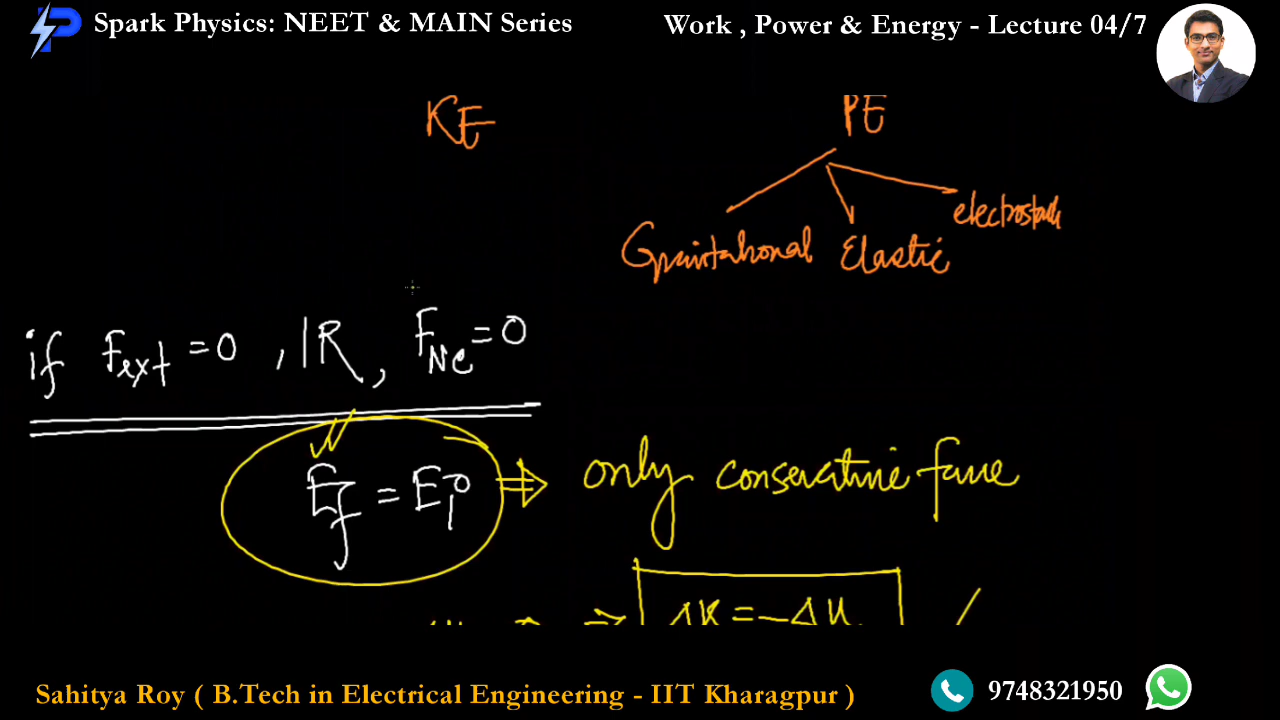 Spark Physics: NEET & MAIN Series
Work , Power & Energy - Lecture 04/7
KE
PE
Gravitational Elastic electrostatic
if Fext = 0 , IR, FNC = 0
Ef = Ei ⇒ only conservative force
⇒ ΔK = -ΔU
Sahitya Roy ( B.Tech in Electrical Engineering - IIT Kharagpur )
9748321950